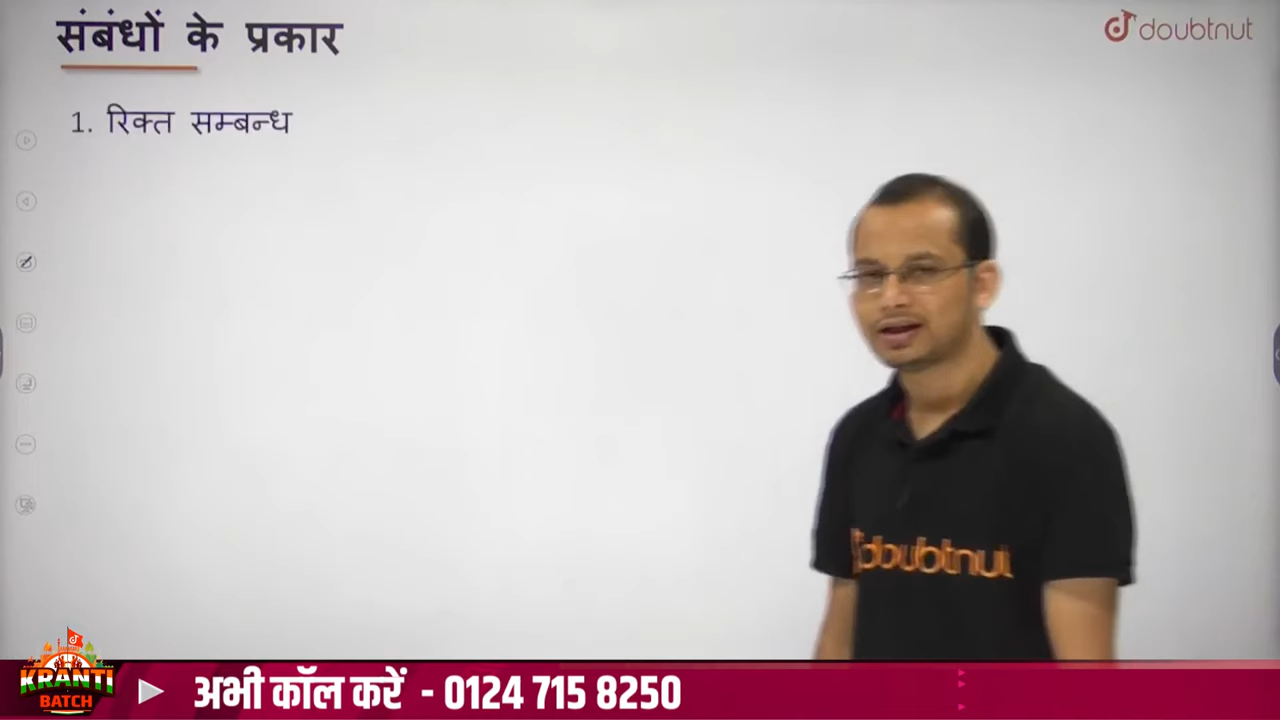 संबंधों के प्रकार
doubtnut
1. रिक्त सम्बन्ध
doubtnut
KRANTI
BATCH
अभी कॉल करें - 0124 715 8250